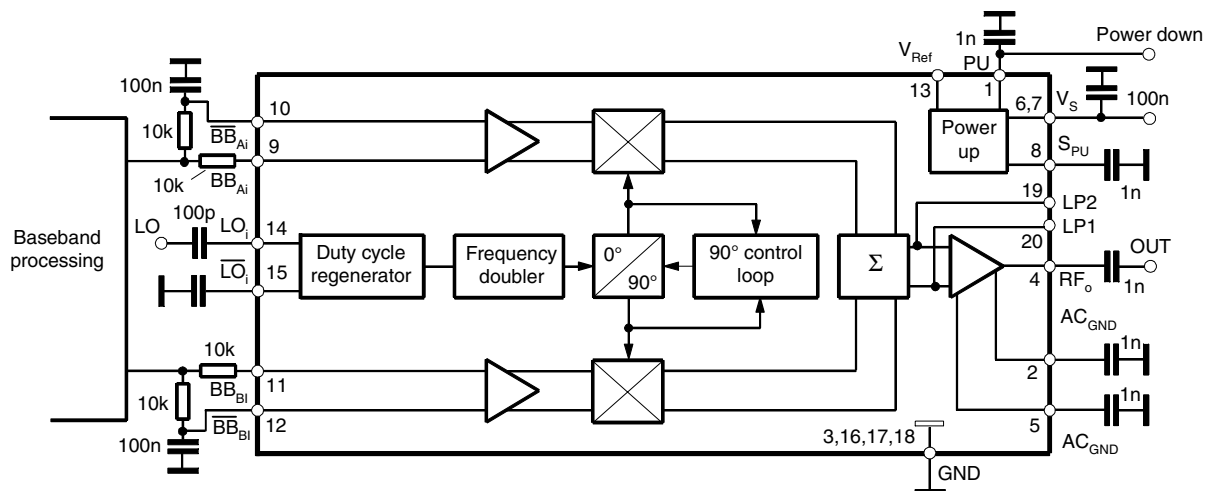 1n
Power down
V_Ref
PU
100n
13
1
6,7
V_S
100n
10
10k
B̅B̅_Ai
Power up
9
8
S_PU
10k
BB_Ai
1n
19
LP2
100p
LO
LO_i
14
LP1
Baseband processing
Duty cycle regenerator
Frequency doubler
0°
90°
90° control loop
Σ
20
OUT
L̅O̅_i
15
4
RF_o
1n
AC_GND
10k
1n
BB_BI
11
2
10k
1n
B̅B̅_BI
12
3,16,17,18
5
AC_GND
100n
GND